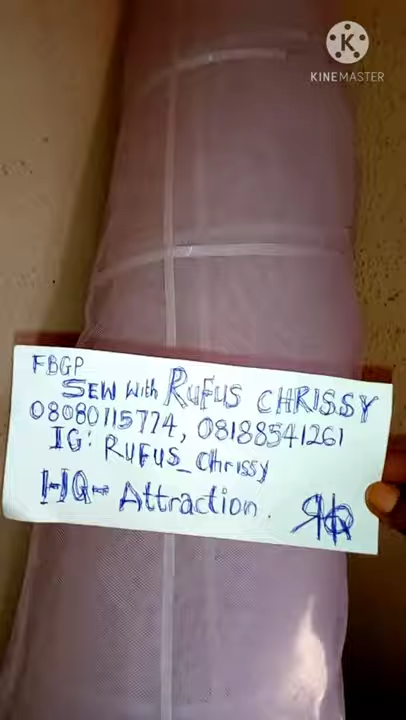 KINEMASTER
FBGP
SEW with RUFUS CHRISSY
08080115774, 08188541261
IG: RUFUS_Chrissy
HQ Attraction.